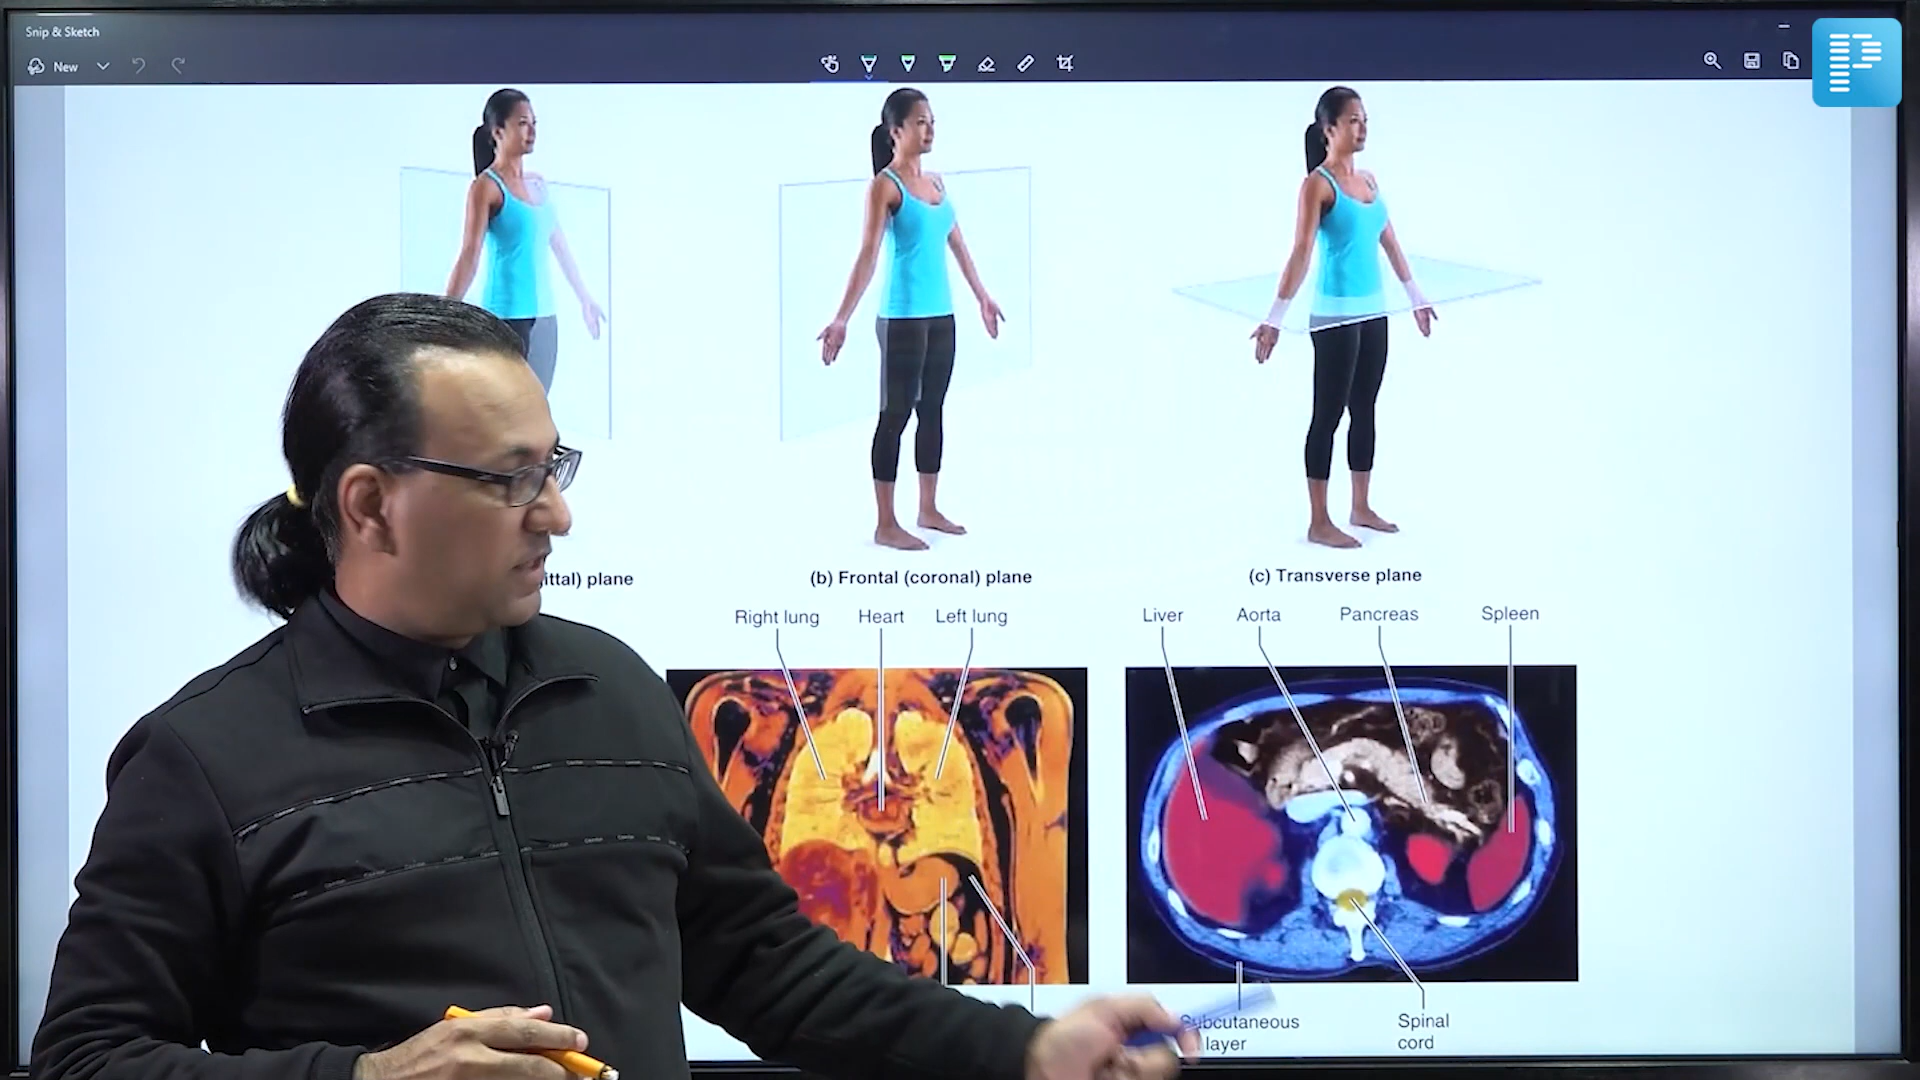 Snip & Sketch
New
ittal) plane
(b) Frontal (coronal) plane
(c) Transverse plane
Right lung
Heart
Left lung
Liver
Aorta
Pancreas
Spleen
Subcutaneous
layer
Spinal
cord